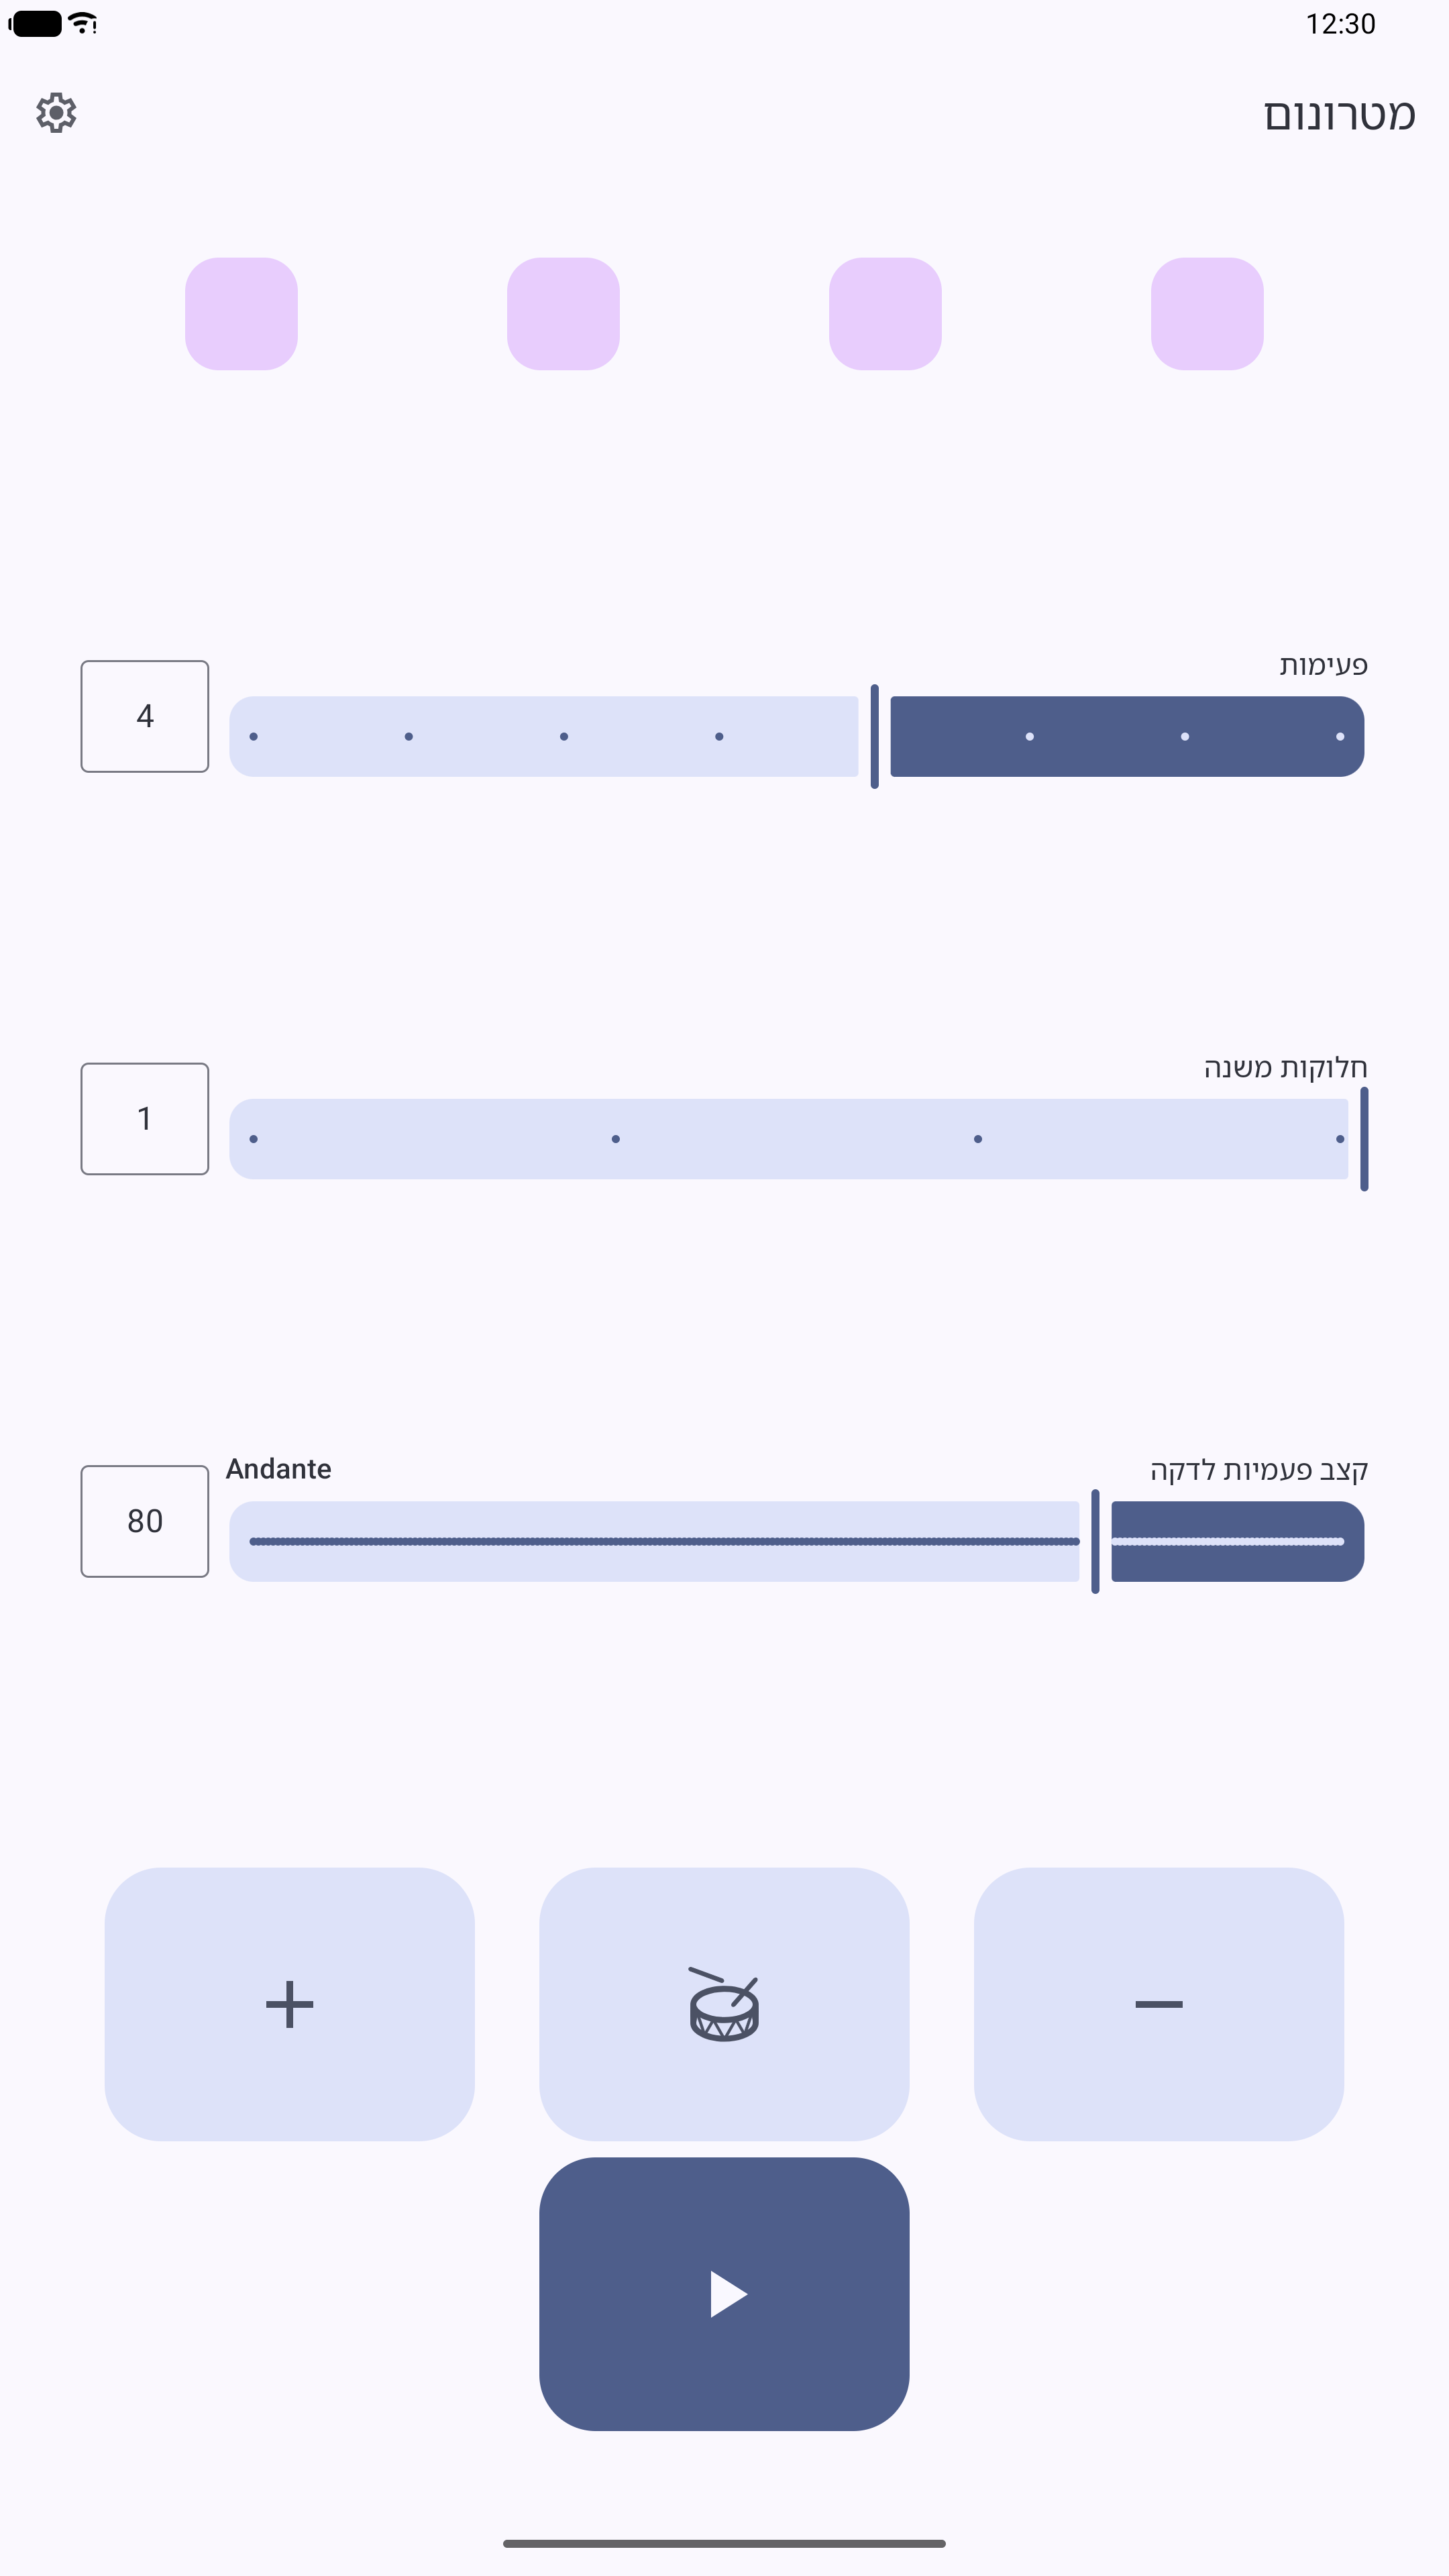 12:30
מטרונום
פעימות
4
חלוקות משנה
1
קצב פעמיות לדקה
Andante
80